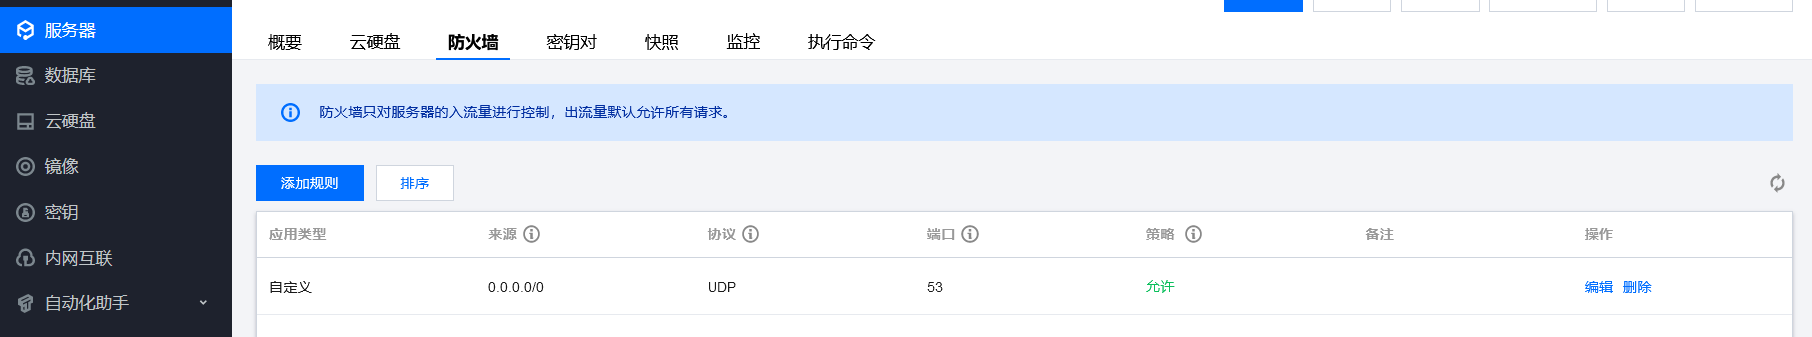 服务器
数据库
云硬盘
镜像
密钥
内网互联
自动化助手
概要 云硬盘 防火墙 密钥对 快照 监控 执行命令
防火墙只对服务器的入流量进行控制，出流量默认允许所有请求。
添加规则 排序
应用类型 来源 协议 端口 策略 备注 操作
自定义 0.0.0.0/0 UDP 53 允许 编辑 删除